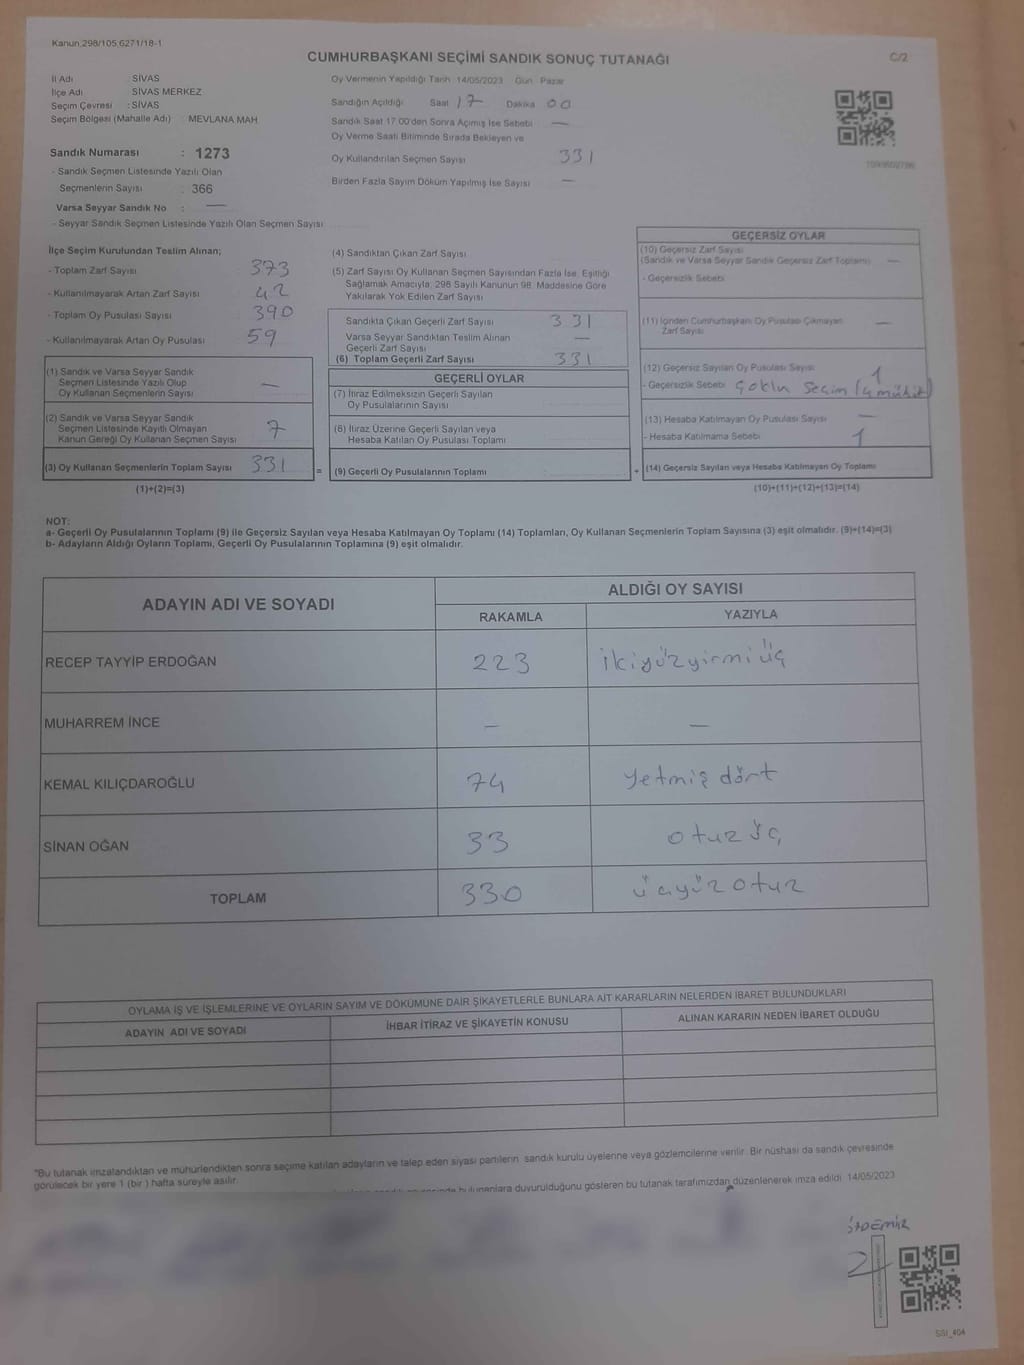 Kanun 298/105,6271/18-1
CUMHURBAŞKANI SEÇİMİ SANDIK SONUÇ TUTANAĞI
C/2
İl Adı SİVAS
İlçe Adı SİVAS MERKEZ
Seçim Çevresi : SİVAS
Seçim Bölgesi (Mahalle Adı) MEVLANA MAH.
Sandık Numarası : 1273
- Sandık Seçmen Listesinde Yazılı Olan
Seçmenlerin Sayısı : 366
Varsa Seyyar Sandık No : —
- Seyyar Sandık Seçmen Listesinde Yazılı Olan Seçmen Sayısı
Oy Vermenin Yapıldığı Tarih 14/05/2023 Gün Pazar
Sandığın Açıldığı Saat 17 Dakika 00
Sandık Saat 17.00'den Sonra Açılmış İse Sebebi —
Oy Verme Saati Bitiminde Sırada Bekleyen ve
Oy Kullandırılan Seçmen Sayısı 331
Birden Fazla Sayım Döküm Yapılmış İse Sayısı —
İlçe Seçim Kurulundan Teslim Alınan;
- Toplam Zarf Sayısı 373
- Kullanılmayarak Artan Zarf Sayısı 42
- Toplam Oy Pusulası Sayısı 390
- Kullanılmayarak Artan Oy Pusulası 59
(1) Sandık ve Varsa Seyyar Sandık
Seçmen Listesinde Yazılı Olup
Oy Kullanan Seçmenlerin Sayısı —
(2) Sandık ve Varsa Seyyar Sandık
Seçmen Listesinde Kayıtlı Olmayan
Kanun Gereği Oy Kullanan Seçmen Sayısı 7
(3) Oy Kullanan Seçmenlerin Toplam Sayısı 331
(1)+(2)=(3)
(4) Sandıktan Çıkan Zarf Sayısı
(5) Zarf Sayısı Oy Kullanan Seçmen Sayısından Fazla İse, Eşitliği
Sağlamak Amacıyla; 298 Sayılı Kanunun 98. Maddesine Göre
Yakılarak Yok Edilen Zarf Sayısı
Sandıkta Çıkan Geçerli Zarf Sayısı 331
Varsa Seyyar Sandıktan Teslim Alınan
Geçerli Zarf Sayısı —
(6) Toplam Geçerli Zarf Sayısı 331
GEÇERLİ OYLAR
(7) İtiraz Edilmeksizin Geçerli Sayılan
Oy Pusulalarının Sayısı
(8) İtiraz Üzerine Geçerli Sayılan veya
Hesaba Katılan Oy Pusulası Toplamı
= (9) Geçerli Oy Pusulalarının Toplamı +
GEÇERSİZ OYLAR
(10) Geçersiz Zarf Sayısı
(Sandık ve Varsa Seyyar Sandık Geçersiz Zarf Toplamı) —
- Geçersizlik Sebebi
(11) İçinden Cumhurbaşkanı Oy Pusulası Çıkmayan
Zarf Sayısı —
(12) Geçersiz Sayılan Oy Pusulası Sayısı 1
- Geçersizlik Sebebi Çoklu Seçim
(13) Hesaba Katılmayan Oy Pusulası Sayısı —
- Hesaba Katılmama Sebebi 1
(14) Geçersiz Sayılan veya Hesaba Katılmayan Oy Toplamı
(10)+(11)+(12)+(13)=(14)
NOT:
a- Geçerli Oy Pusulalarının Toplamı (9) ile Geçersiz Sayılan veya Hesaba Katılmayan Oy Toplamı (14) Toplamları, Oy Kullanan Seçmenlerin Toplam Sayısına (3) eşit olmalıdır. (9)+(14)=(3)
b- Adayların Aldığı Oyların Toplamı, Geçerli Oy Pusulalarının Toplamına (9) eşit olmalıdır.
ADAYIN ADI VE SOYADI ALDIĞI OY SAYISI
RAKAMLA YAZIYLA
RECEP TAYYİP ERDOĞAN 223 ikiyüzyirmiüç
MUHARREM İNCE — —
KEMAL KILIÇDAROĞLU 74 yetmiş dört
SİNAN OĞAN 33 otuz üç
TOPLAM 330 üçyüz otuz
OYLAMA İŞ VE İŞLEMLERİNE VE OYLARIN SAYIM VE DÖKÜMÜNE DAİR ŞİKAYETLERLE BUNLARA AİT KARARLARIN NELERDEN İBARET BULUNDUKLARI
ADAYIN ADI VE SOYADI İHBAR İTİRAZ VE ŞİKAYETİN KONUSU ALINAN KARARIN NEDEN İBARET OLDUĞU
"Bu tutanak imzalandıktan ve mühürlendikten sonra seçime katılan adayların ve talep eden siyasi partilerin sandık kurulu üyelerine veya gözlemcilerine verilir. Bir nüshası da sandık çevresinde
görülecek bir yere 1 (bir) hafta süreyle asılır.
bulunanlara duyurulduğunu gösteren bu tutanak tarafımızdan düzenlenerek imza edildi. 14/05/2023
SSI_404